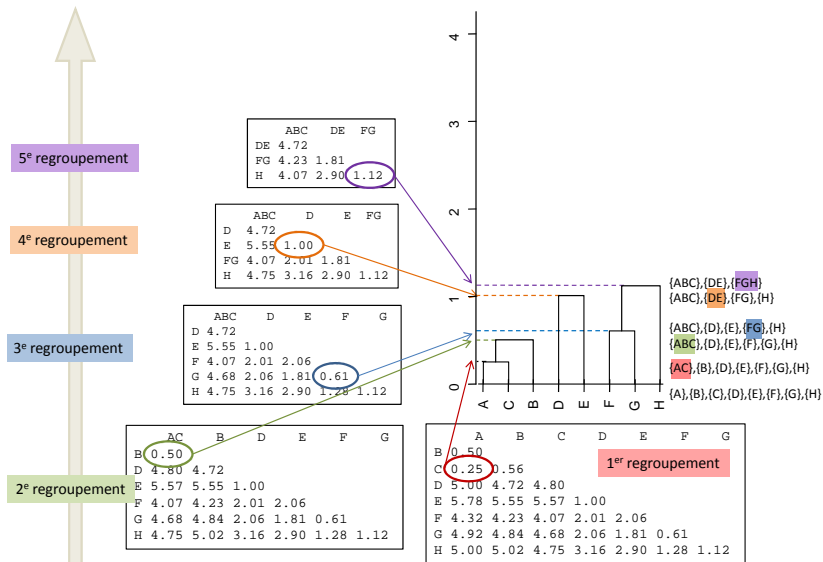 4
3
2
1
0
A C B D E F G H
5e regroupement
ABC DE FG
DE 4.72
FG 4.23 1.81
H 4.07 2.90 1.12
4e regroupement
ABC D E FG
D 4.72
E 5.55 1.00
FG 4.07 2.01 1.81
H 4.75 3.16 2.90 1.12
{ABC},{DE},{FGH}
{ABC},{DE},{FG},{H}
{ABC},{D},{E},{FG},{H}
{ABC},{D},{E},{F},{G},{H}
{AC},{B},{D},{E},{F},{G},{H}
{A},{B},{C},{D},{E},{F},{G},{H}
3e regroupement
ABC D E F G
D 4.72
E 5.55 1.00
F 4.07 2.01 2.06
G 4.68 2.06 1.81 0.61
H 4.75 3.16 2.90 1.28 1.12
2e regroupement
AC B D E F G
B 0.50
D 4.80 4.72
E 5.57 5.55 1.00
F 4.07 4.23 2.01 2.06
G 4.68 4.84 2.06 1.81 0.61
H 4.75 5.02 3.16 2.90 1.28 1.12
1er regroupement
A B C D E F G
B 0.50
C 0.25 0.56
D 5.00 4.72 4.80
E 5.78 5.55 5.57 1.00
F 4.32 4.23 4.07 2.01 2.06
G 4.92 4.84 4.68 2.06 1.81 0.61
H 5.00 5.02 4.75 3.16 2.90 1.28 1.12